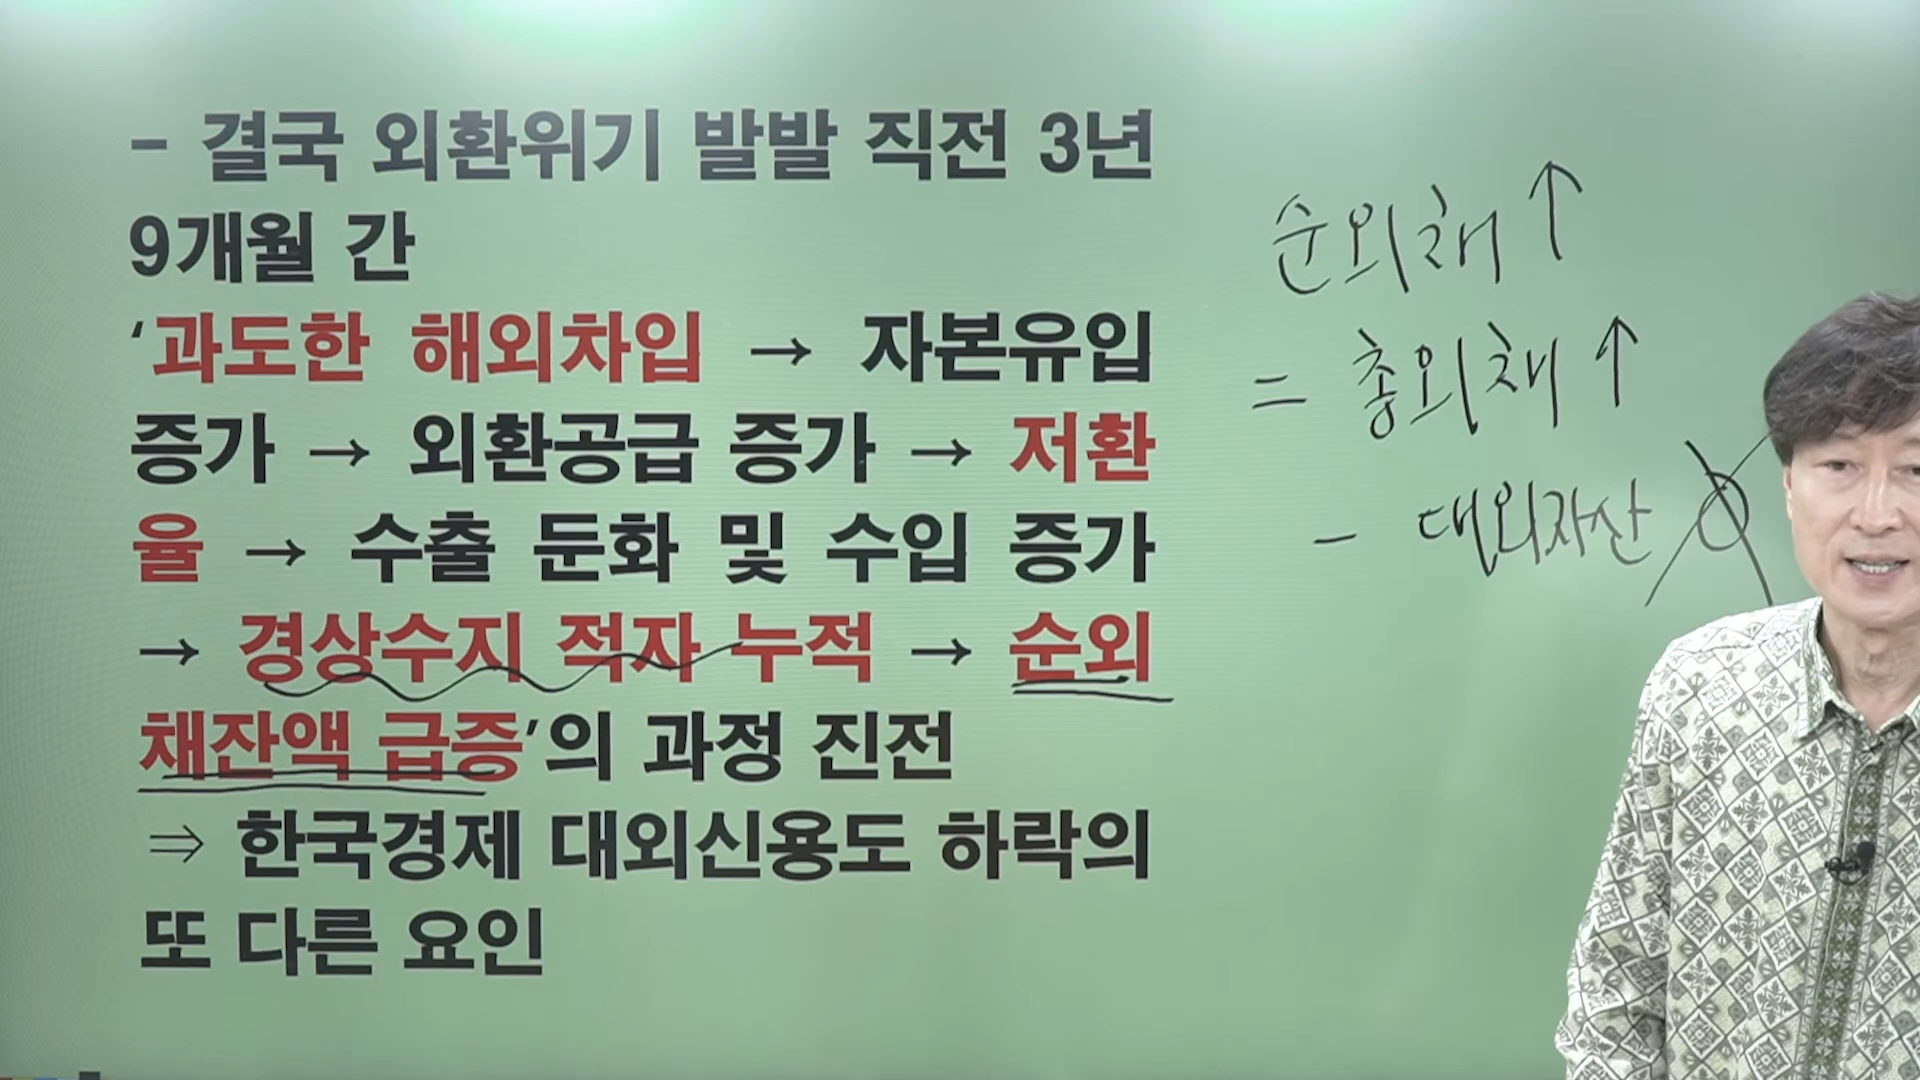 - 결국 외환위기 발발 직전 3년
9개월 간
‘과도한 해외차입 → 자본유입
증가 → 외환공급 증가 → 저환
율 → 수출 둔화 및 수입 증가
→ 경상수지 적자 누적 → 순외
채잔액 급증’의 과정 진전
⇒ 한국경제 대외신용도 하락의
또 다른 요인
순외채 ↑
= 총외채 ↑
- 대외자산